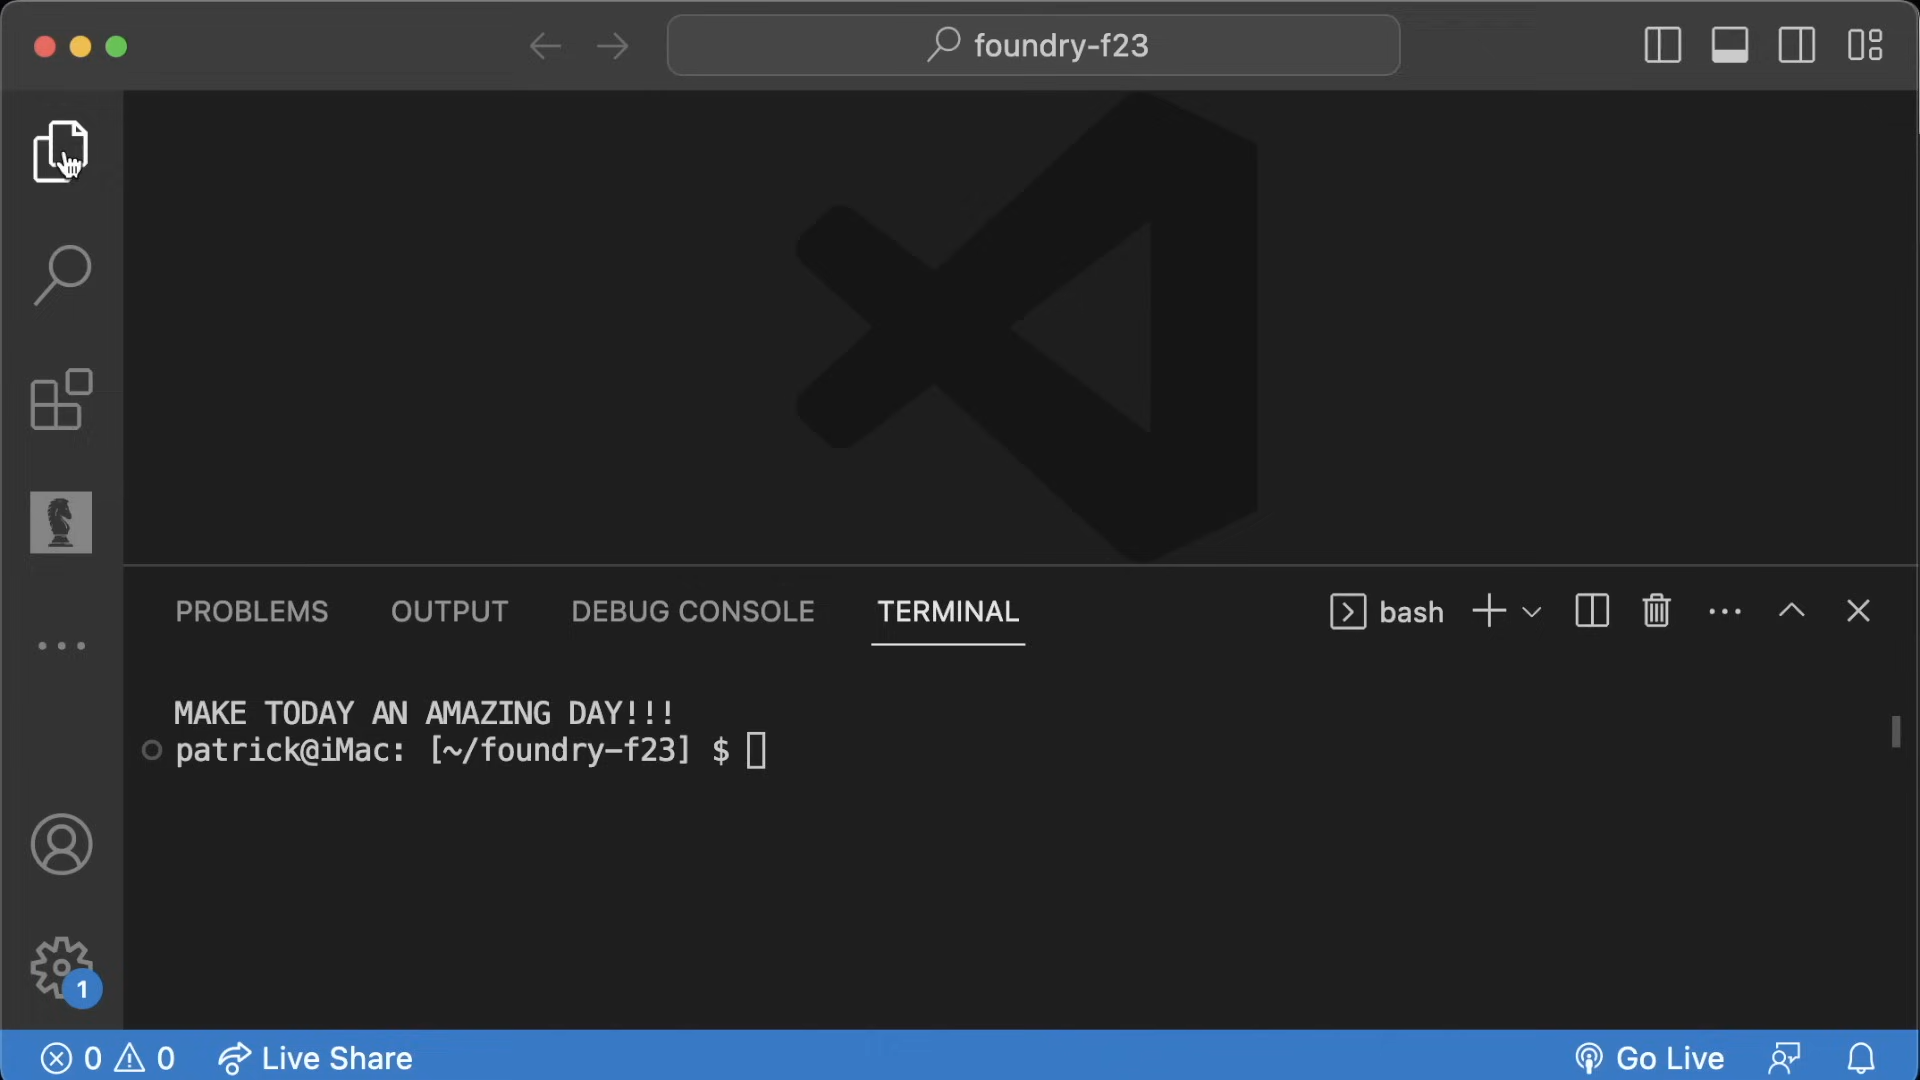 foundry-f23
PROBLEMS OUTPUT DEBUG CONSOLE TERMINAL bash
MAKE TODAY AN AMAZING DAY!!!
patrick@iMac: [~/foundry-f23] $
1
0 0 Live Share Go Live